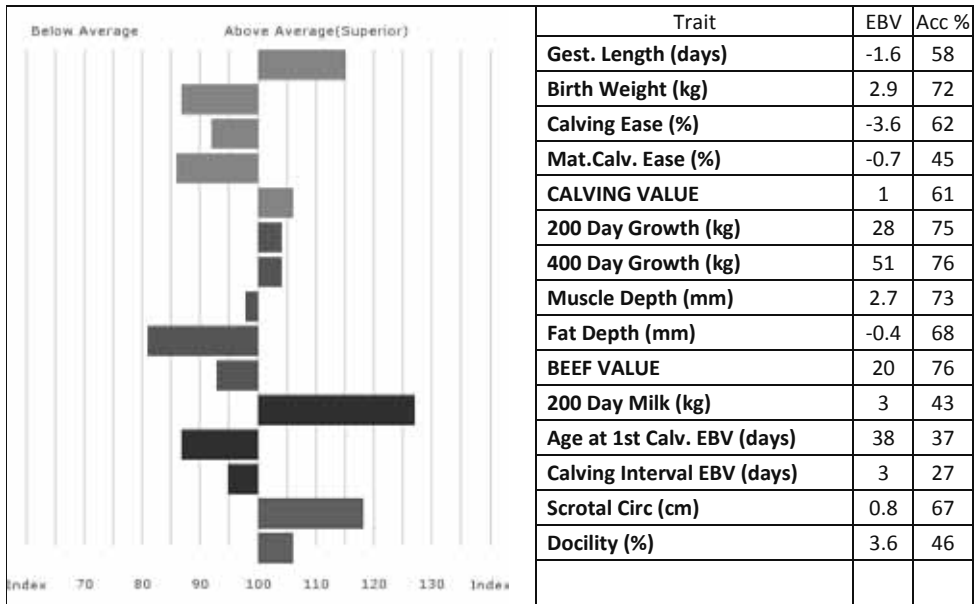 Below Average Above Average(Superior)
Index 70 80 90 100 110 120 130 Index
Trait EBV Acc %
Gest. Length (days) -1.6 58
Birth Weight (kg) 2.9 72
Calving Ease (%) -3.6 62
Mat.Calv. Ease (%) -0.7 45
CALVING VALUE 1 61
200 Day Growth (kg) 28 75
400 Day Growth (kg) 51 76
Muscle Depth (mm) 2.7 73
Fat Depth (mm) -0.4 68
BEEF VALUE 20 76
200 Day Milk (kg) 3 43
Age at 1st Calv. EBV (days) 38 37
Calving Interval EBV (days) 3 27
Scrotal Circ (cm) 0.8 67
Docility (%) 3.6 46